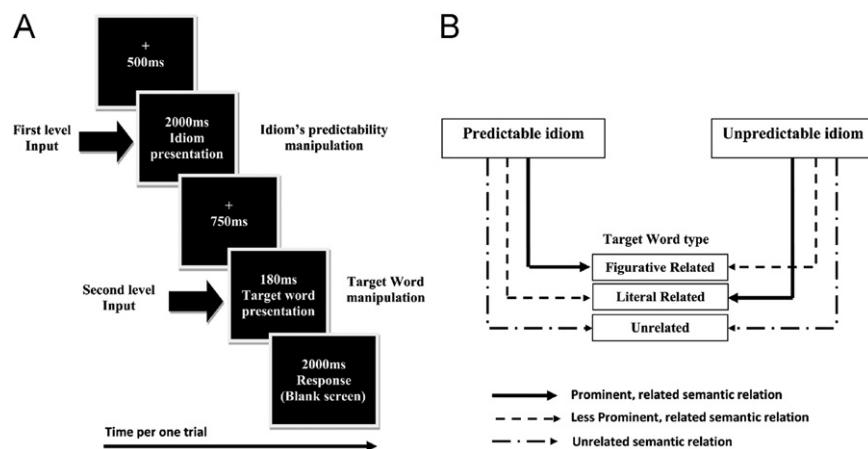 A
+
500ms
First level
Input
2000ms
Idiom
presentation
Idiom's predictability
manipulation
+
750ms
Second level
Input
180ms
Target word
presentation
Target Word
manipulation
2000ms
Response
(Blank screen)
Time per one trial
B
Predictable idiom
Unpredictable idiom
Target Word type
Figurative Related
Literal Related
Unrelated
Prominent, related semantic relation
Less Prominent, related semantic relation
Unrelated semantic relation